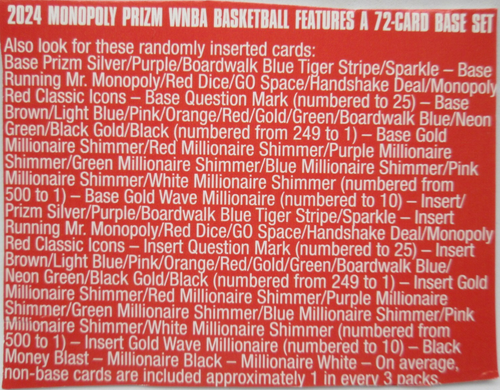 2024 MONOPOLY PRIZM WNBA BASKETBALL FEATURES A 72-CARD BASE SET
Also look for these randomly inserted cards:
Base Prizm Silver/Purple/Boardwalk Blue Tiger Stripe/Sparkle – Base
Running Mr. Monopoly/Red Dice/GO Space/Handshake Deal/Monopoly
Red Classic Icons – Base Question Mark (numbered to 25) – Base
Brown/Light Blue/Pink/Orange/Red/Gold/Green/Boardwalk Blue/Neon
Green/Black Gold/Black (numbered from 249 to 1) – Base Gold
Millionaire Shimmer/Red Millionaire Shimmer/Purple Millionaire
Shimmer/Green Millionaire Shimmer/Blue Millionaire Shimmer/Pink
Millionaire Shimmer/White Millionaire Shimmer (numbered from
500 to 1) – Base Gold Wave Millionaire (numbered to 10) – Insert/
Prizm Silver/Purple/Boardwalk Blue Tiger Stripe/Sparkle – Insert
Running Mr. Monopoly/Red Dice/GO Space/Handshake Deal/Monopoly
Red Classic Icons – Insert Question Mark (numbered to 25) – Insert
Brown/Light Blue/Pink/Orange/Red/Gold/Green/Boardwalk Blue/
Neon Green/Black Gold/Black (numbered from 249 to 1) – Insert Gold
Millionaire Shimmer/Red Millionaire Shimmer/Purple Millionaire
Shimmer/Green Millionaire Shimmer/Blue Millionaire Shimmer/Pink
Millionaire Shimmer/White Millionaire Shimmer (numbered from
500 to 1) – Insert Gold Wave Millionaire (numbered to 10) – Black
Money Blast – Millionaire Black – Millionaire White – On average,
non-base cards are included approximately 1 in every 3 packs.